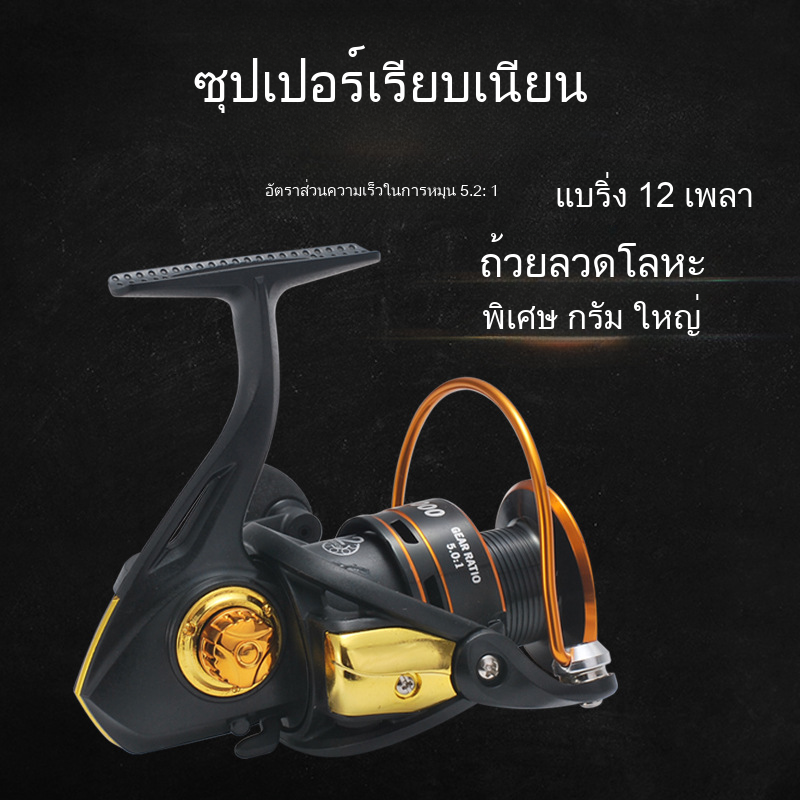 ซุปเปอร์เรียบเนียน
อัตราส่วนความเร็วในการหมุน 5.2: 1
แบริ่ง 12 เพลา
ถ้วยลวดโลหะ
พิเศษ กรัม ใหญ่
GEAR RATIO
5.0:1